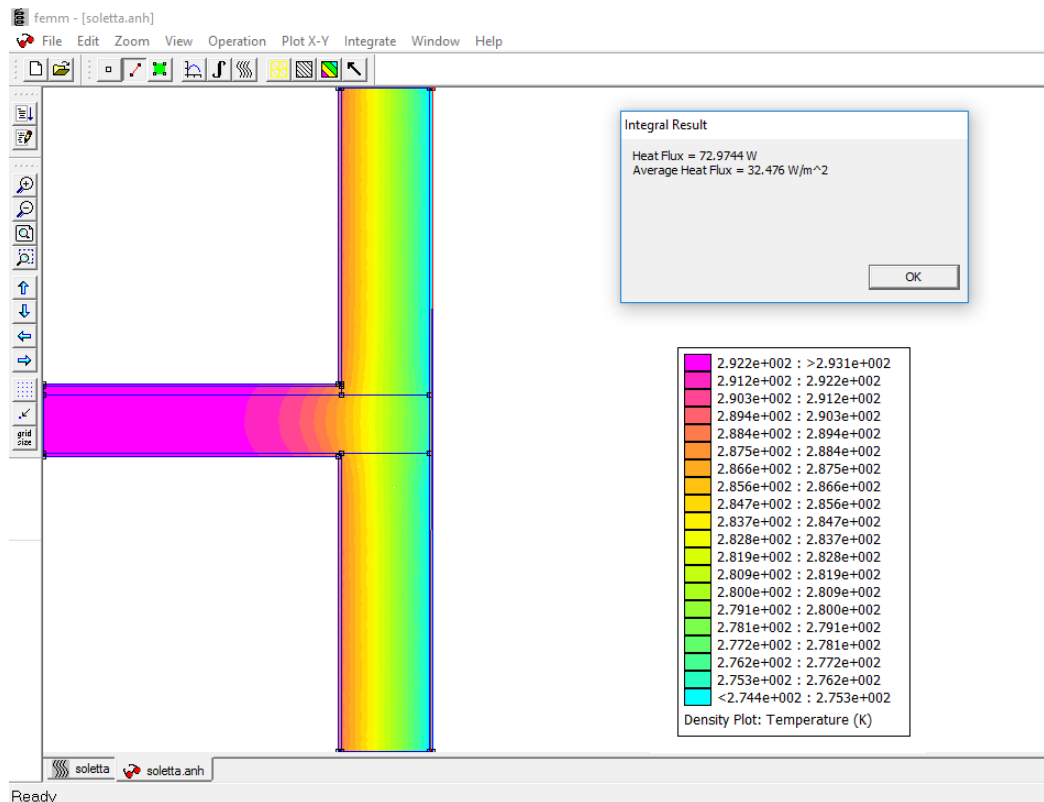 femm - [soletta.anh]
File Edit Zoom View Operation Plot X-Y Integrate Window Help
Integral Result
Heat Flux = 72.9744 W
Average Heat Flux = 32.476 W/m^2
OK
grid
size
2.922e+002 : >2.931e+002
2.912e+002 : 2.922e+002
2.903e+002 : 2.912e+002
2.894e+002 : 2.903e+002
2.884e+002 : 2.894e+002
2.875e+002 : 2.884e+002
2.866e+002 : 2.875e+002
2.856e+002 : 2.866e+002
2.847e+002 : 2.856e+002
2.837e+002 : 2.847e+002
2.828e+002 : 2.837e+002
2.819e+002 : 2.828e+002
2.809e+002 : 2.819e+002
2.800e+002 : 2.809e+002
2.791e+002 : 2.800e+002
2.781e+002 : 2.791e+002
2.772e+002 : 2.781e+002
2.762e+002 : 2.772e+002
2.753e+002 : 2.762e+002
<2.744e+002 : 2.753e+002
Density Plot: Temperature (K)
soletta soletta.anh
Ready